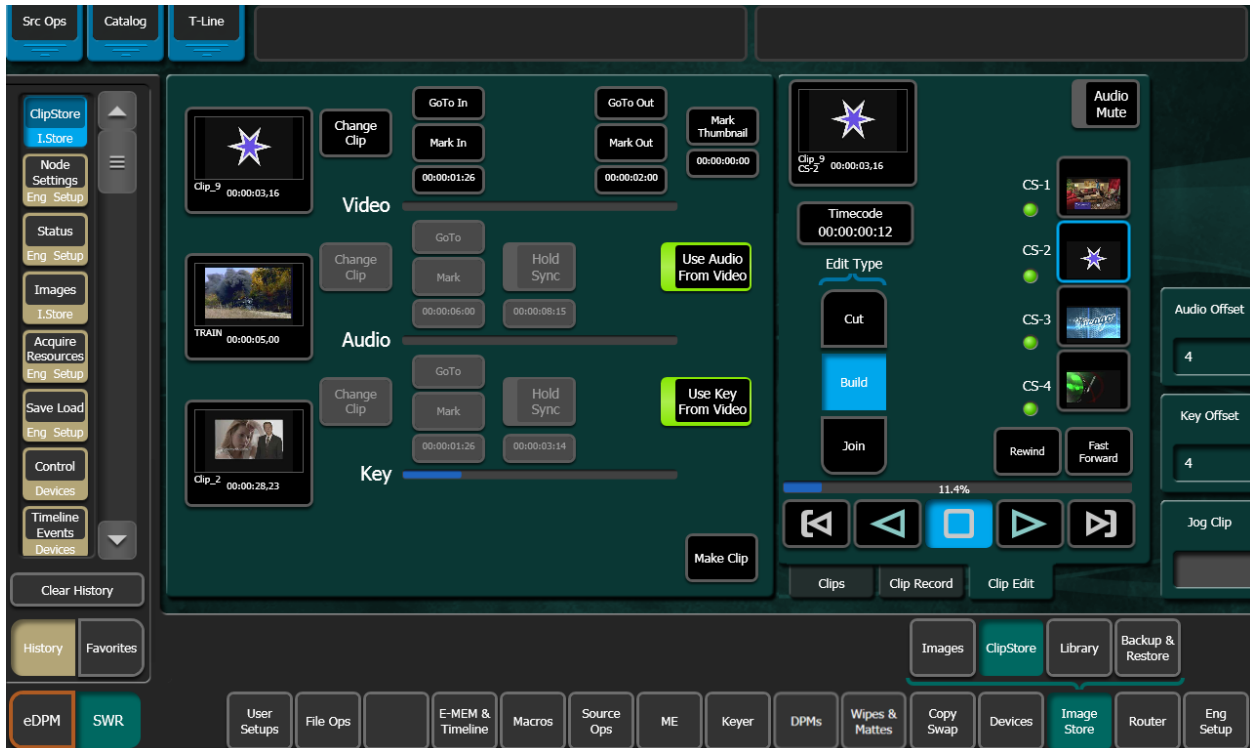 Src Ops
Catalog
T-Line
ClipStore
I.Store
Node
Settings
Eng Setup
Status
Eng Setup
Images
I.Store
Acquire
Resources
Eng Setup
Save Load
Eng Setup
Control
Devices
Timeline
Events
Devices
Clear History
History
Favorites
eDPM
SWR
Clip_9
00:00:03,16
Change
Clip
GoTo In
Mark In
00:00:01:26
GoTo Out
Mark Out
00:00:02:00
Mark
Thumbnail
00:00:00:00
Video
TRAIN
00:00:05,00
Change
Clip
GoTo
Mark
00:00:06:00
Hold
Sync
00:00:08:15
Use Audio
From Video
Audio
Clip_2
00:00:28,23
Change
Clip
GoTo
Mark
00:00:01:26
Hold
Sync
00:00:03:14
Use Key
From Video
Key
Make Clip
Clip_9
CS-2
00:00:03,16
Audio
Mute
Timecode
00:00:00:12
Edit Type
Cut
Build
Join
CS-1
CS-2
CS-3
Chicago
CS-4
Rewind
Fast
Forward
11.4%
Clips
Clip Record
Clip Edit
Audio Offset
4
Key Offset
4
Jog Clip
Images
ClipStore
Library
Backup &
Restore
User
Setups
File Ops
E-MEM &
Timeline
Macros
Source
Ops
ME
Keyer
DPMs
Wipes &
Mattes
Copy
Swap
Devices
Image
Store
Router
Eng
Setup